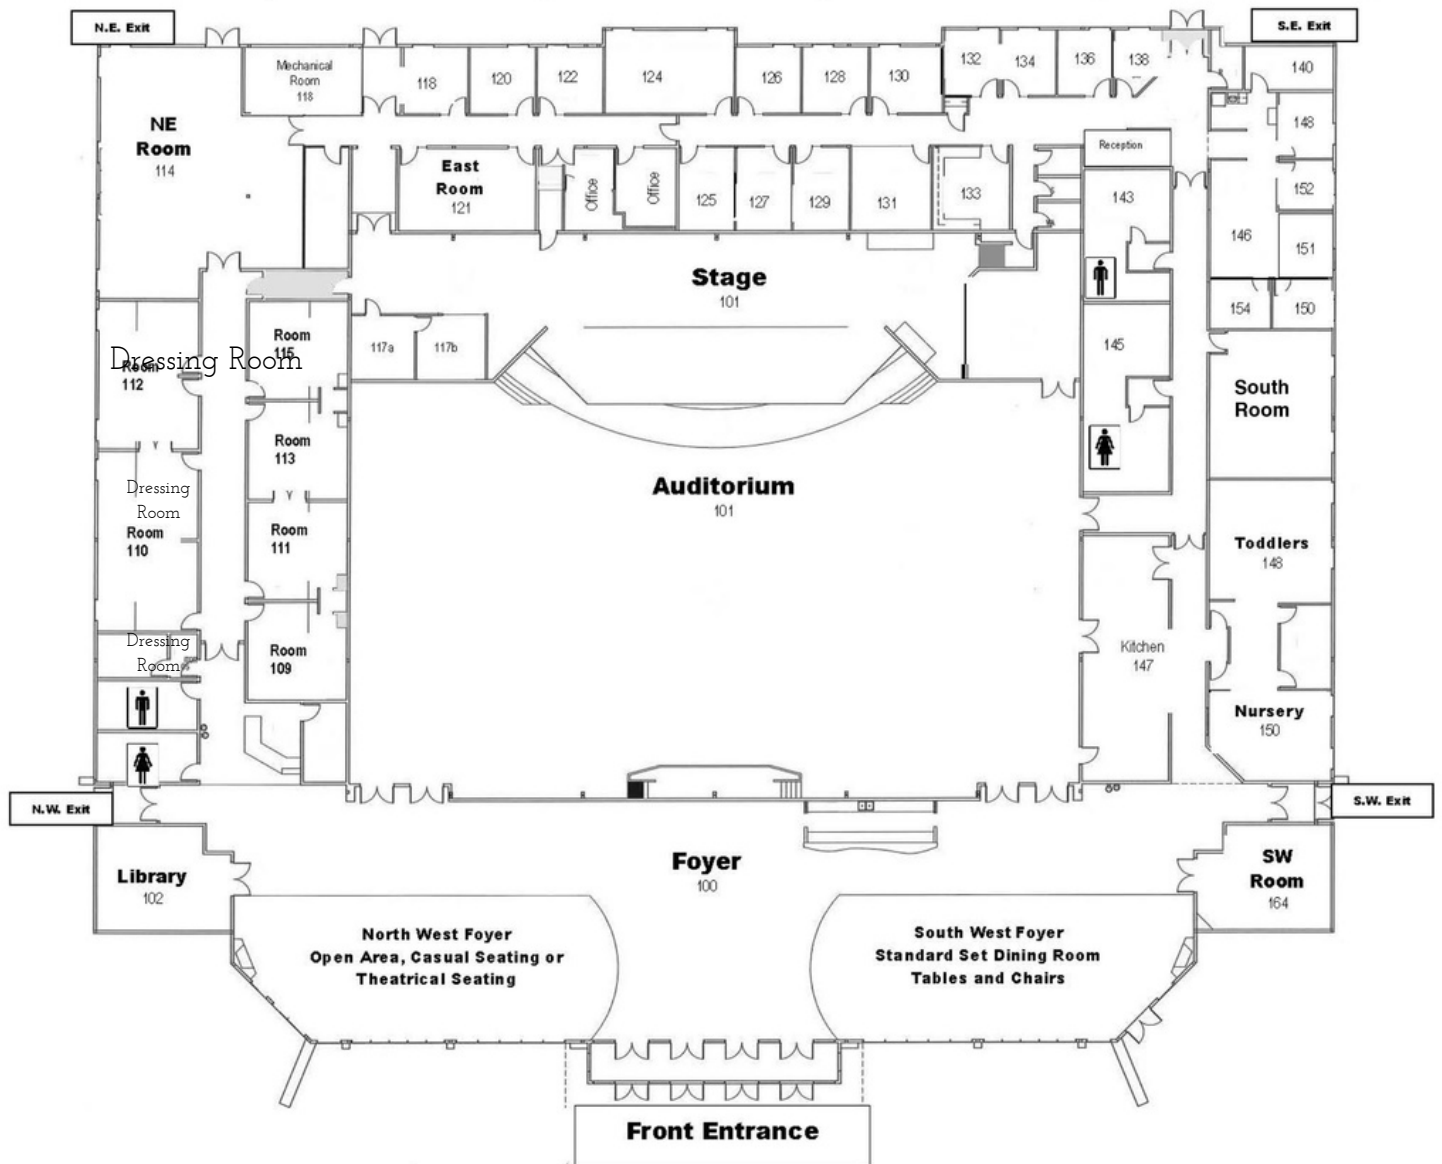 N.E. Exit
S.E. Exit
Mechanical
Room
118
118
120
122
124
126
128
130
132
134
136
138
140
NE
Room
114
East
Room
121
Office
Office
125
127
129
131
133
Reception
143
148
152
146
151
154
150
Stage
101
117a
117b
Room
115
Dressing Room
Room
112
145
South
Room
Room
113
Auditorium
101
Dressing
Room
Room
110
Room
111
Toddlers
148
Dressing
Room
Room
109
Kitchen
147
Nursery
150
N.W. Exit
S.W. Exit
Library
102
Foyer
100
SW
Room
164
North West Foyer
Open Area, Casual Seating or
Theatrical Seating
South West Foyer
Standard Set Dining Room
Tables and Chairs
Front Entrance